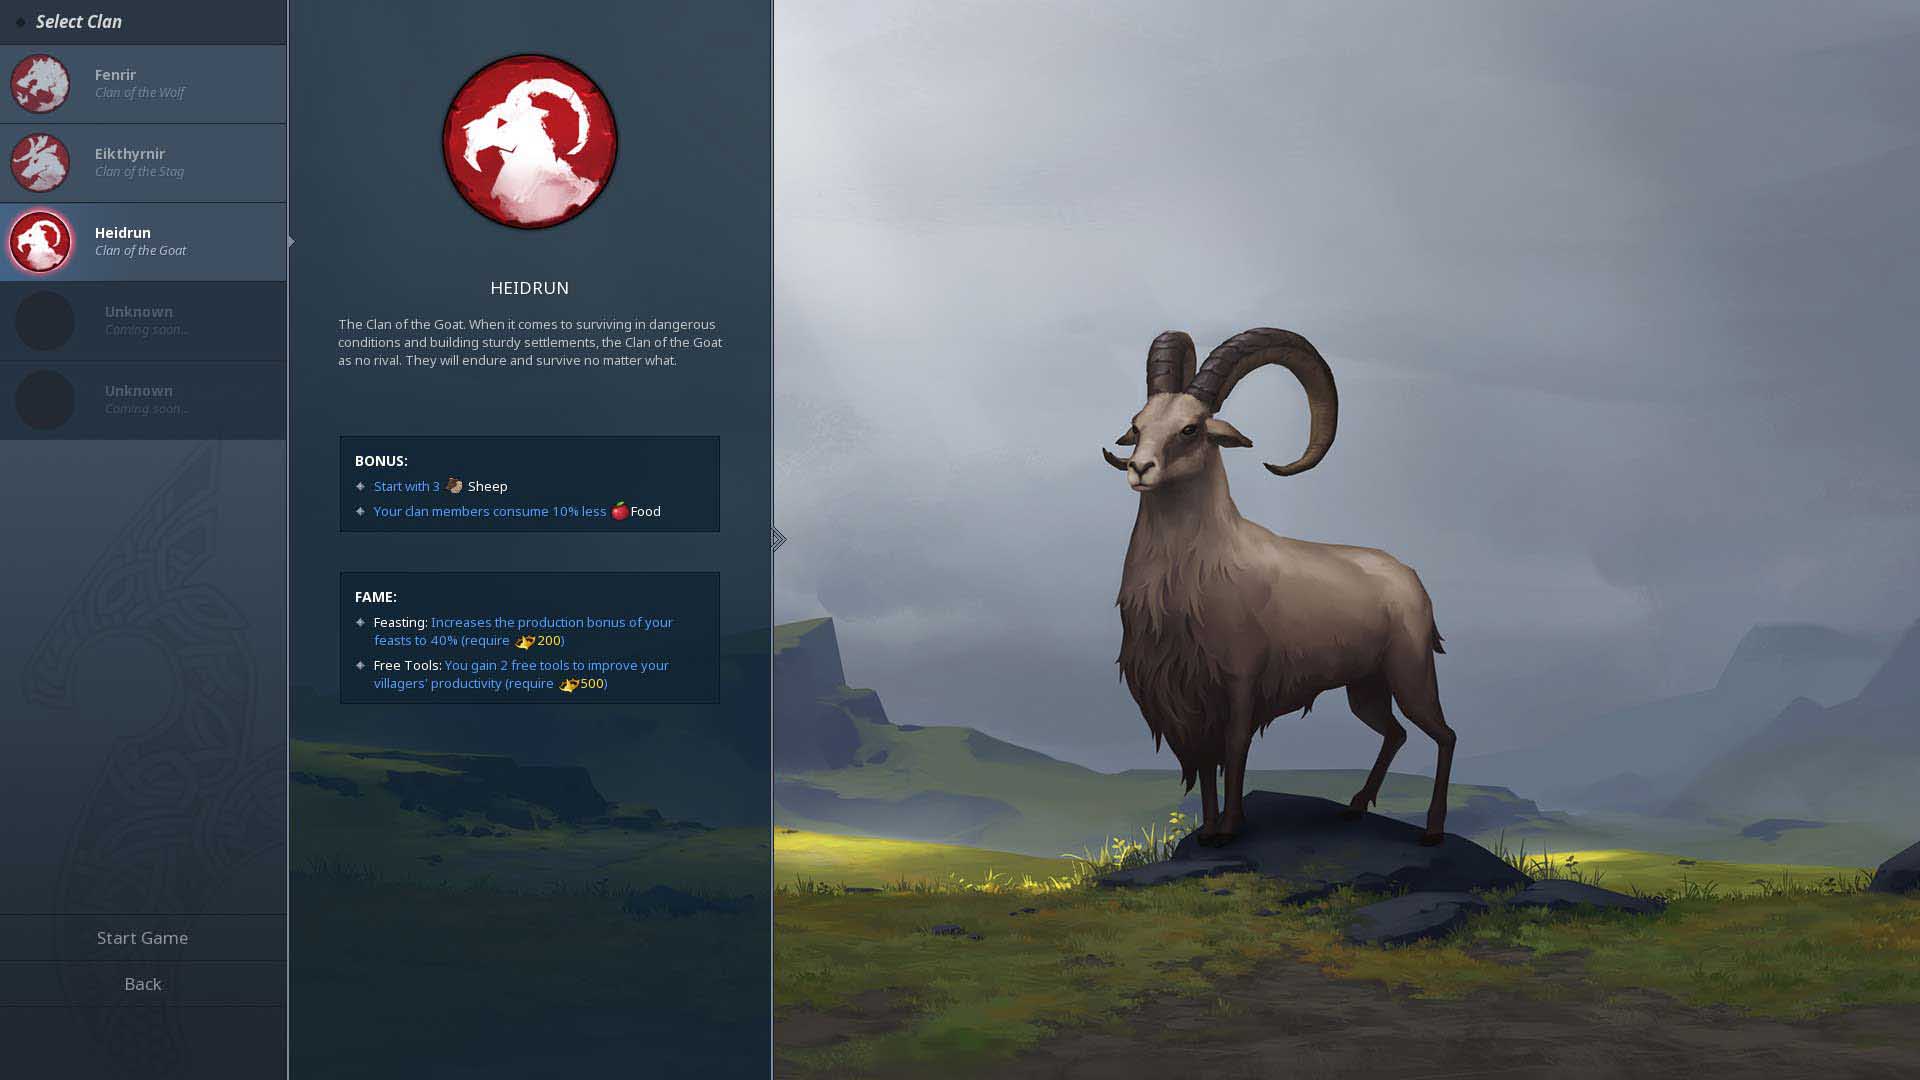 Select Clan
Fenrir
Clan of the Wolf
Eikthyrnir
Clan of the Stag
Heidrun
Clan of the Goat
Unknown
Coming soon...
Unknown
Coming soon...
Start Game
Back
HEIDRUN
The Clan of the Goat. When it comes to surviving in dangerous
conditions and building sturdy settlements, the Clan of the Goat
as no rival. They will endure and survive no matter what.
BONUS:
Start with 3 Sheep
Your clan members consume 10% less Food
FAME:
Feasting: Increases the production bonus of your
feasts to 40% (require 200)
Free Tools: You gain 2 free tools to improve your
villagers' productivity (require 500)